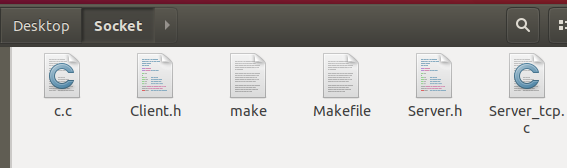 Desktop Socket
c.c Client.h make Makefile Server.h Server_tcp.
c